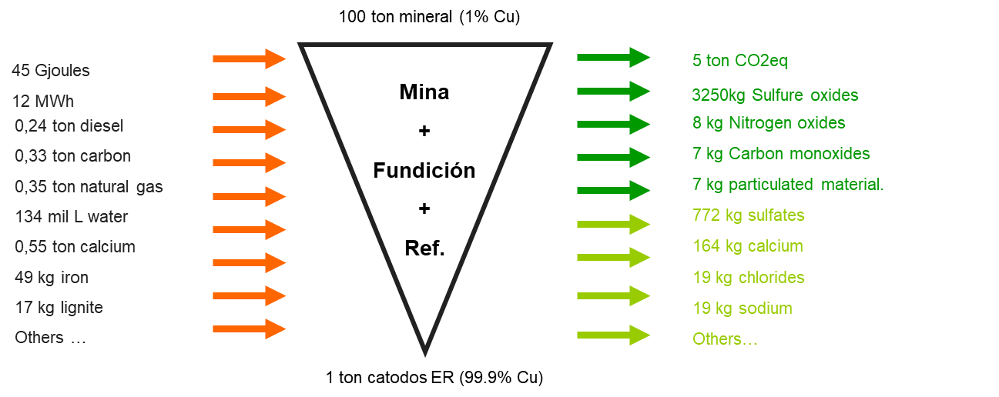 100 ton mineral (1% Cu)
45 Gjoules
12 MWh
0,24 ton diesel
0,33 ton carbon
0,35 ton natural gas
134 mil L water
0,55 ton calcium
49 kg iron
17 kg lignite
Others …
Mina
+
Fundición
+
Ref.
5 ton CO2eq
3250kg Sulfure oxides
8 kg Nitrogen oxides
7 kg Carbon monoxides
7 kg particulated material.
772 kg sulfates
164 kg calcium
19 kg chlorides
19 kg sodium
Others…
1 ton catodos ER (99.9% Cu)